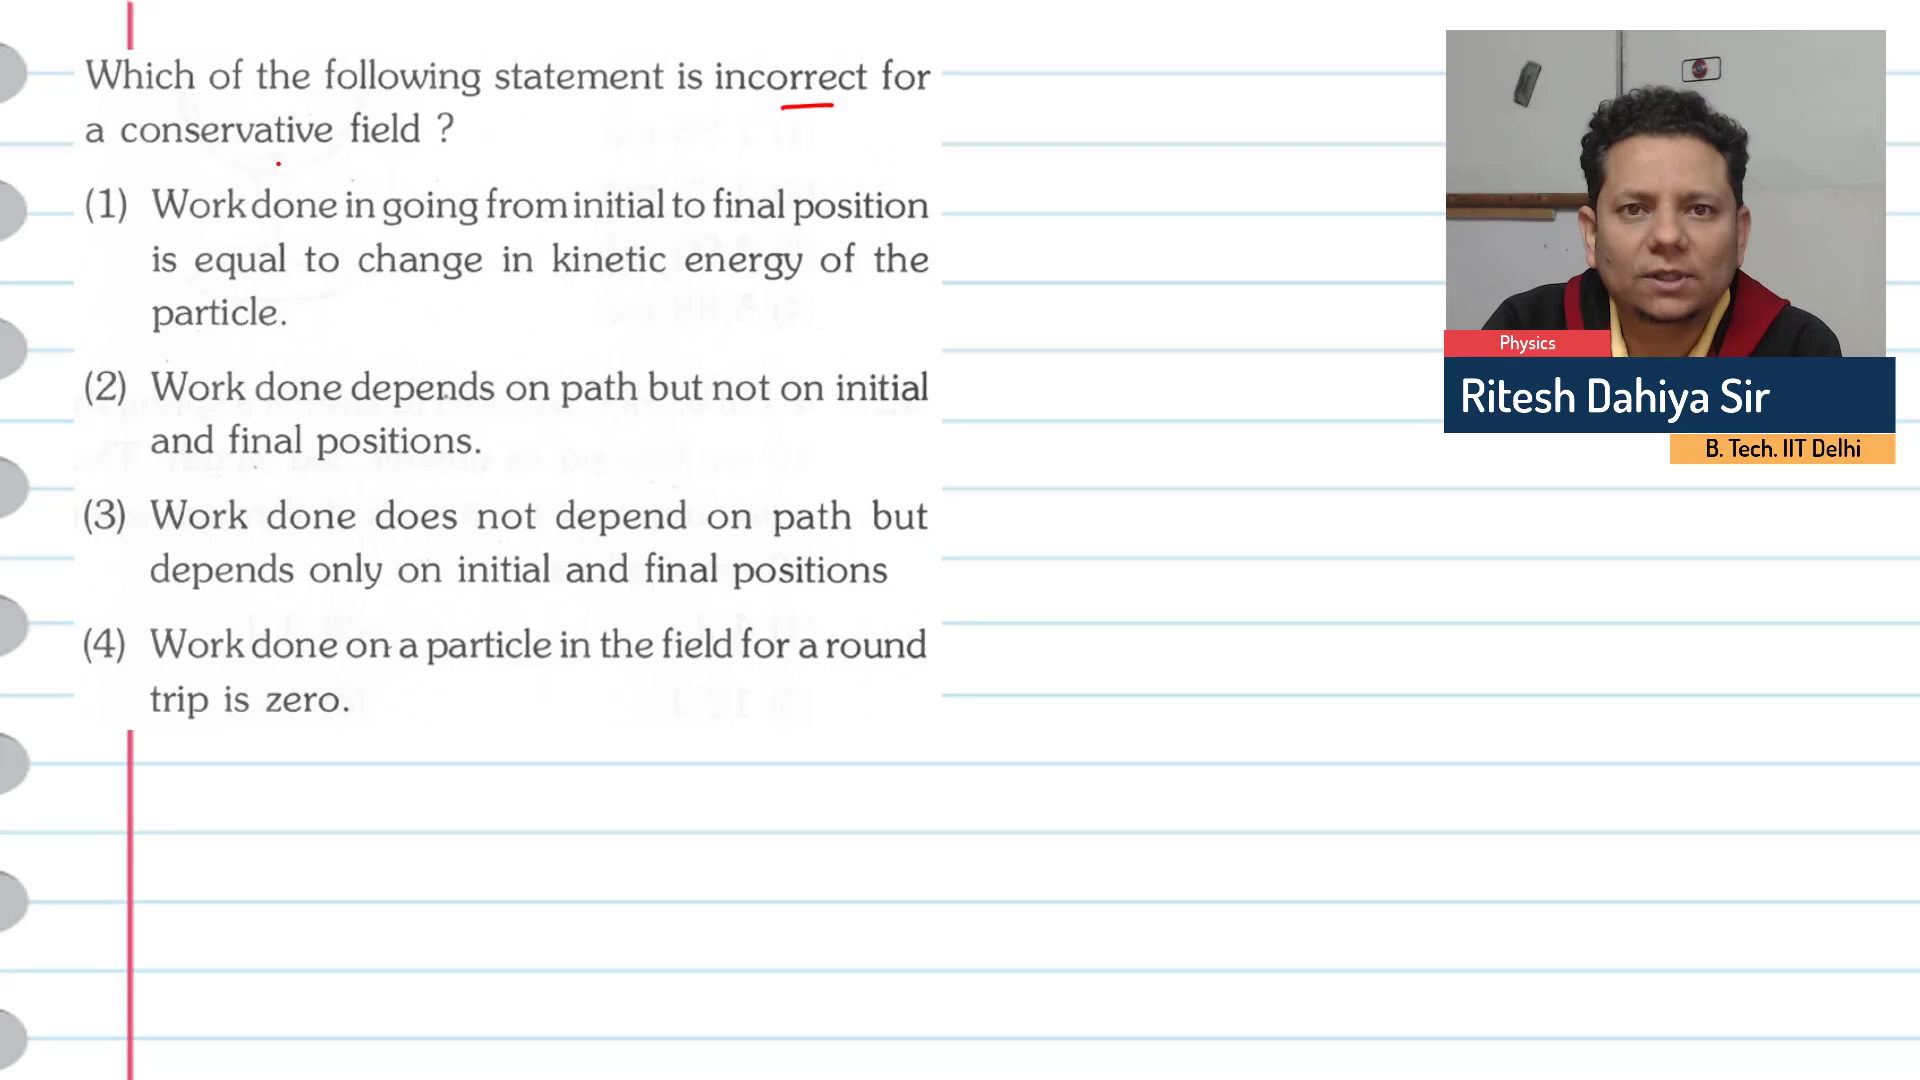 Which of the following statement is incorrect for
a conservative field ?
(1) Work done in going from initial to final position
is equal to change in kinetic energy of the
particle.
(2) Work done depends on path but not on initial
and final positions.
(3) Work done does not depend on path but
depends only on initial and final positions
(4) Work done on a particle in the field for a round
trip is zero.
Physics
Ritesh Dahiya Sir
B. Tech. IIT Delhi